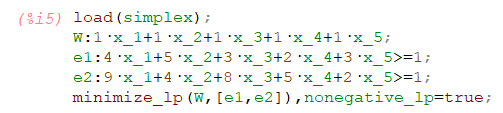 (%i5) load(simplex);
W:1·x_1+1·x_2+1·x_3+1·x_4+1·x_5;
e1:4·x_1+5·x_2+3·x_3+2·x_4+3·x_5>=1;
e2:9·x_1+4·x_2+8·x_3+5·x_4+2·x_5>=1;
minimize_lp(W,[e1,e2]),nonegative_lp=true;